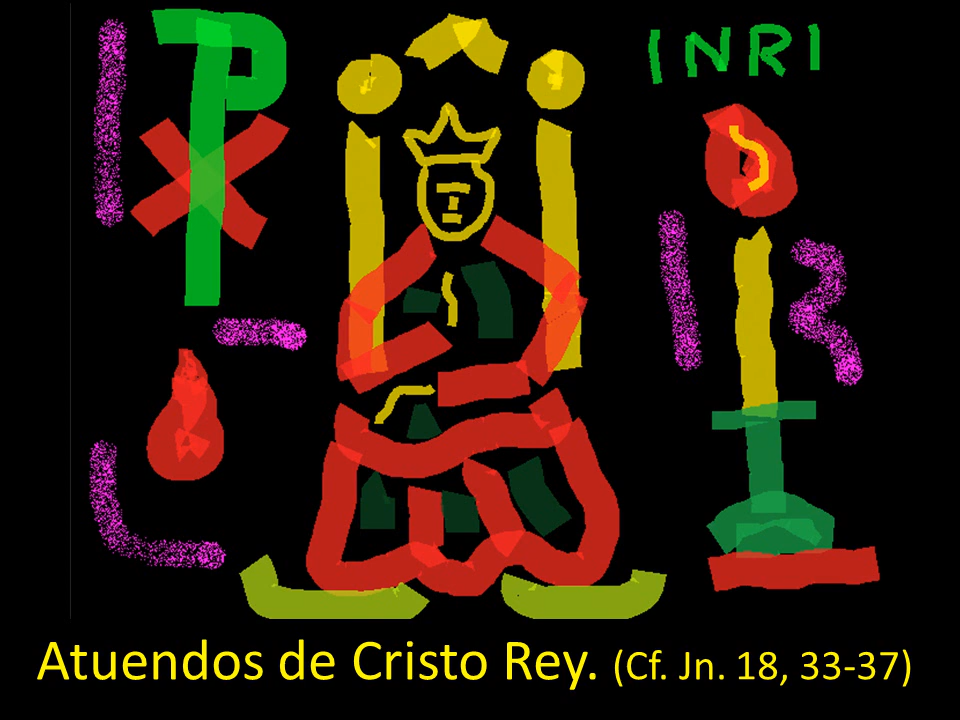 INRI
Atuendos de Cristo Rey. (Cf. Jn. 18, 33-37)